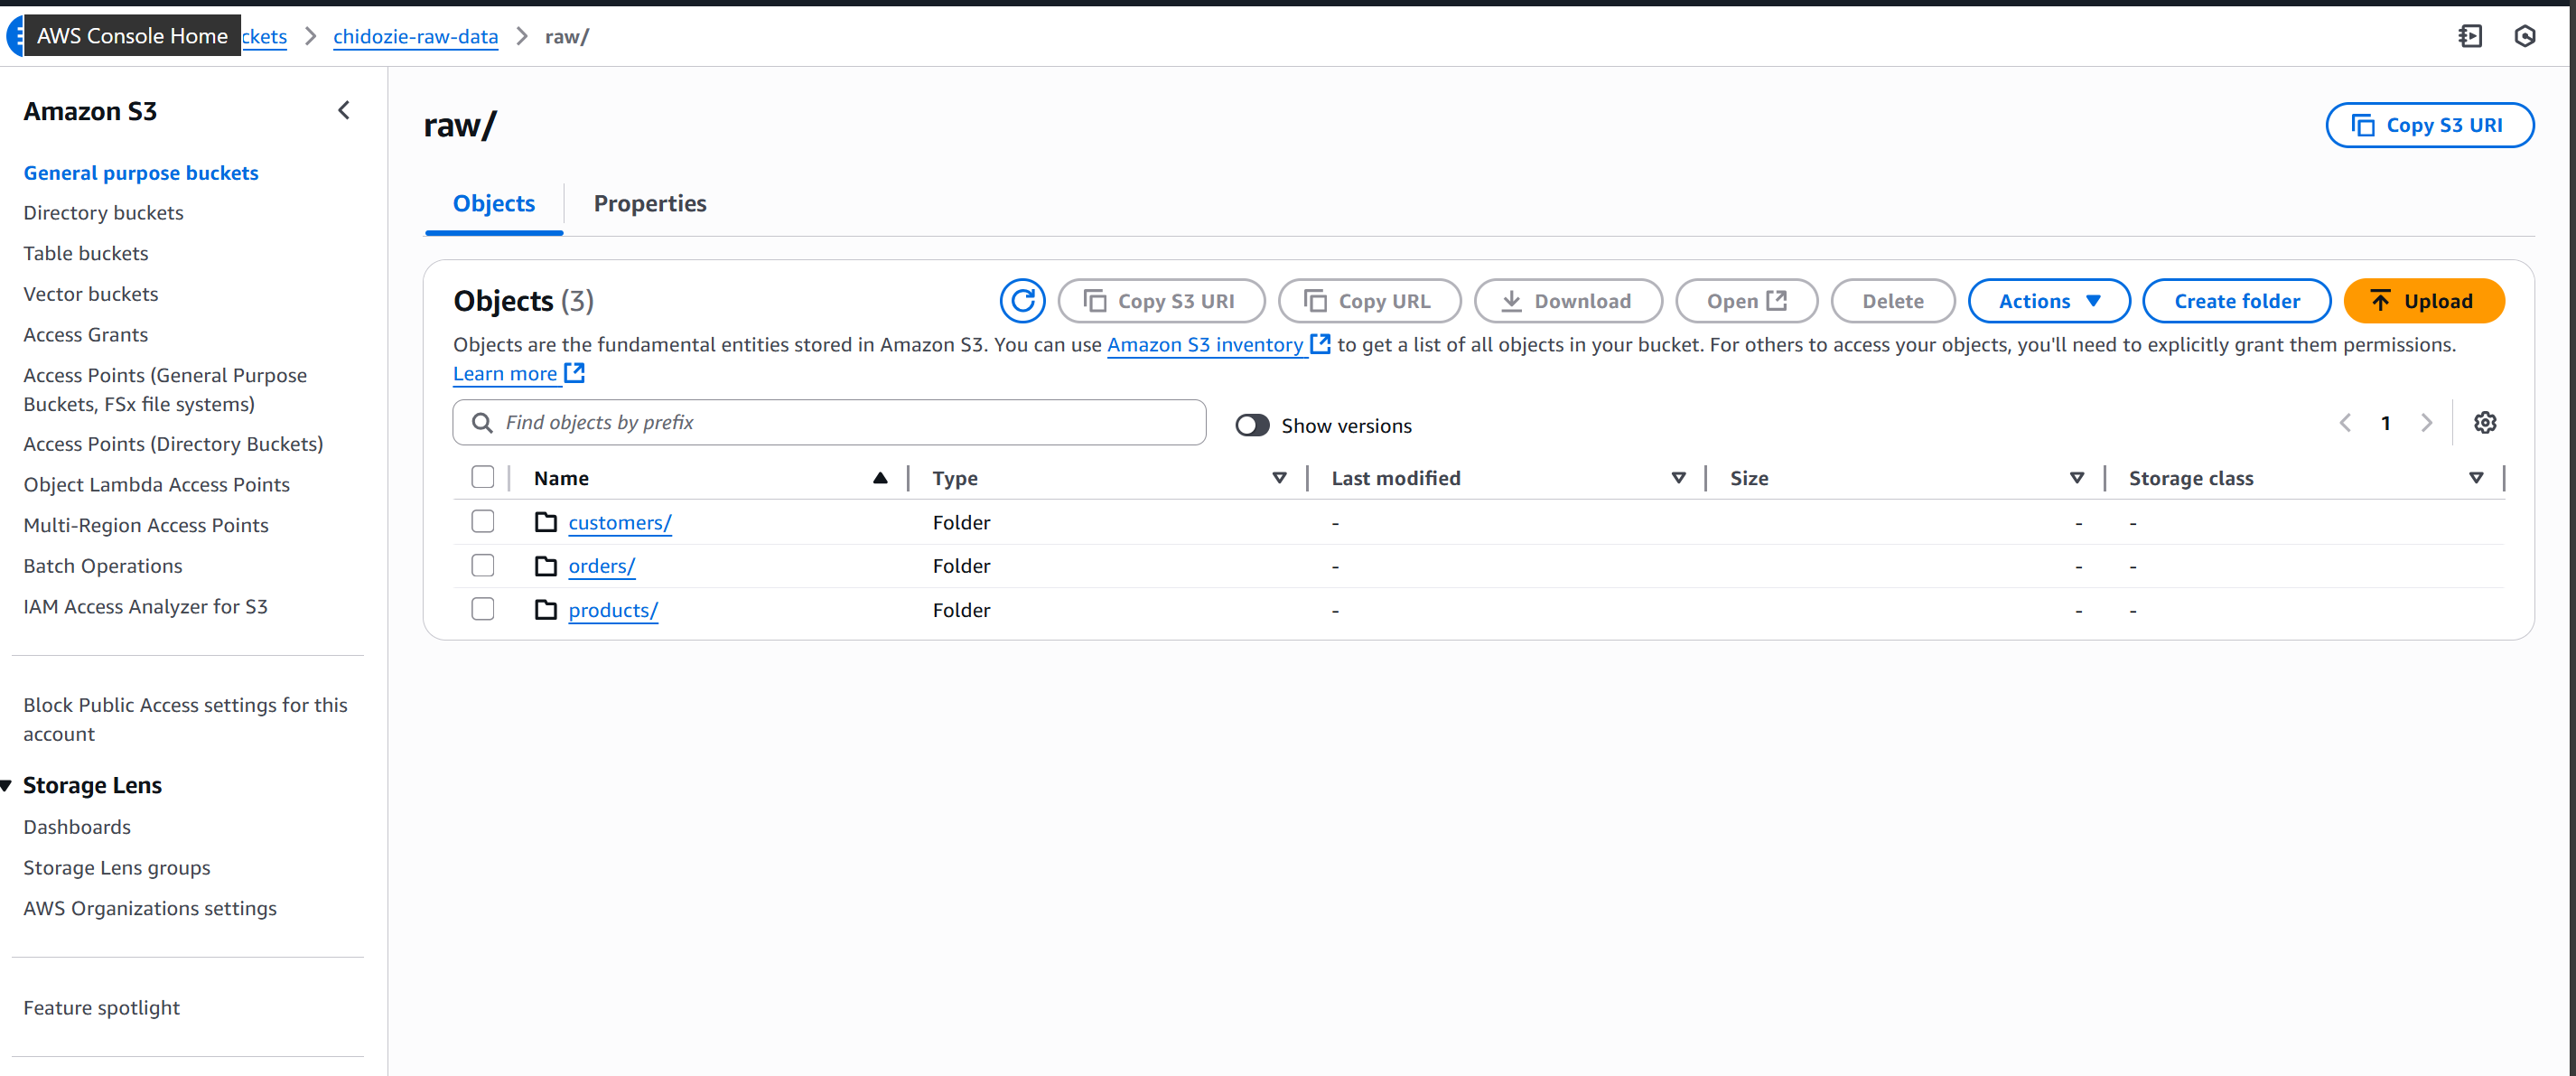 AWS Console Home ckets > chidozie-raw-data > raw/
Amazon S3
General purpose buckets
Directory buckets
Table buckets
Vector buckets
Access Grants
Access Points (General Purpose
Buckets, FSx file systems)
Access Points (Directory Buckets)
Object Lambda Access Points
Multi-Region Access Points
Batch Operations
IAM Access Analyzer for S3
Block Public Access settings for this
account
Storage Lens
Dashboards
Storage Lens groups
AWS Organizations settings
Feature spotlight
raw/
Copy S3 URI
Objects Properties
Objects (3) Copy S3 URI Copy URL Download Open Delete Actions Create folder Upload
Objects are the fundamental entities stored in Amazon S3. You can use Amazon S3 inventory to get a list of all objects in your bucket. For others to access your objects, you'll need to explicitly grant them permissions.
Learn more
Find objects by prefix Show versions 1
Name Type Last modified Size Storage class
customers/ Folder - - -
orders/ Folder - - -
products/ Folder - - -